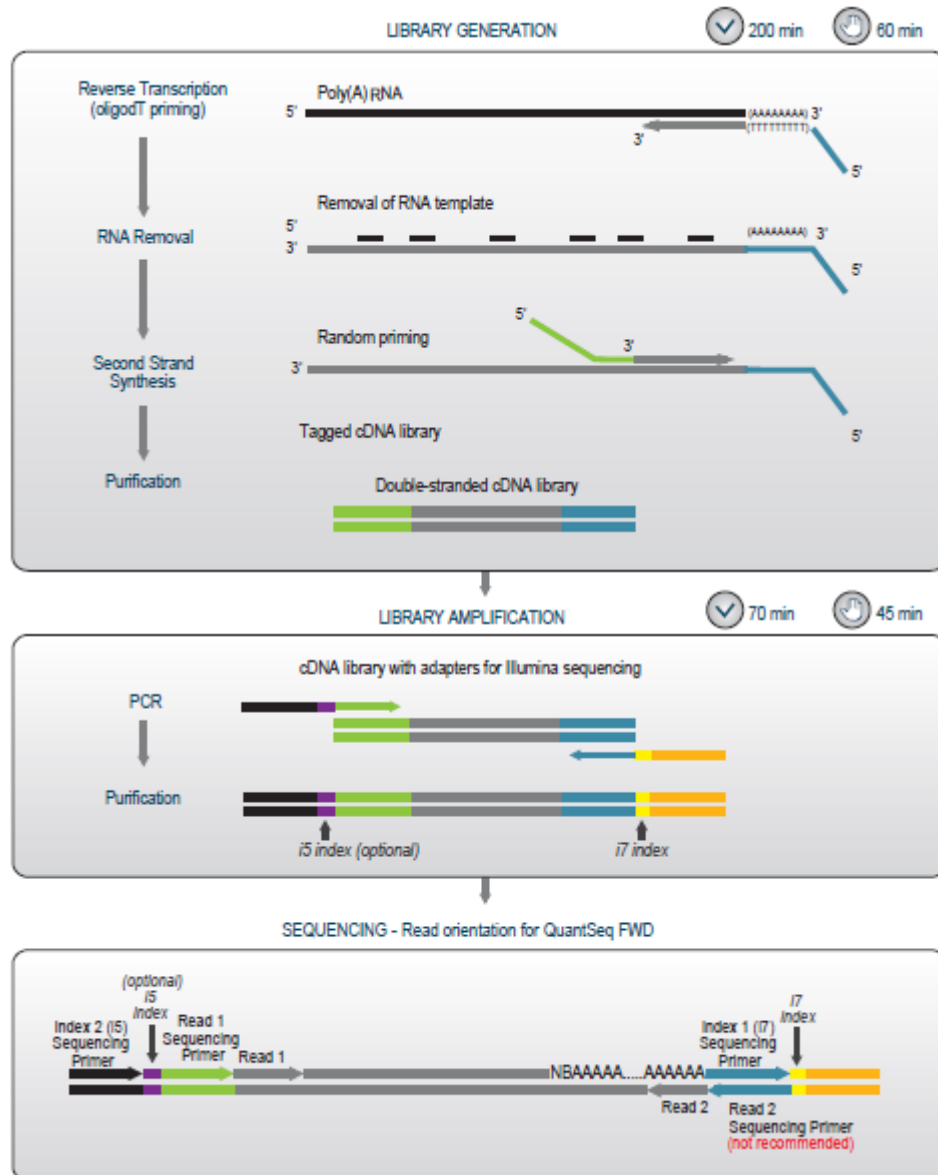 LIBRARY GENERATION
200 min
60 min
Reverse Transcription
(oligodT priming)
Poly(A) RNA
5'
(AAAAAAAA) 3'
(TTTTTTTTT)
3'
5'
Removal of RNA template
5'
RNA Removal
(AAAAAAAA)
3'
3'
5'
5'
Random priming
3'
Second Strand
Synthesis
3'
5'
Tagged cDNA library
Purification
Double-stranded cDNA library
LIBRARY AMPLIFICATION
70 min
45 min
cDNA library with adapters for Illumina sequencing
PCR
Purification
i5 index (optional)
i7 index
SEQUENCING - Read orientation for QuantSeq FWD
(optional)
i5
Index
i7
Index
Index 2 (i5)
Sequencing
Primer
Read 1
Sequencing
Primer
Read 1
Index 1 (i7)
Sequencing
Primer
NBAAAAA.....AAAAAA
Read 2
Read 2
Sequencing Primer
(not recommended)